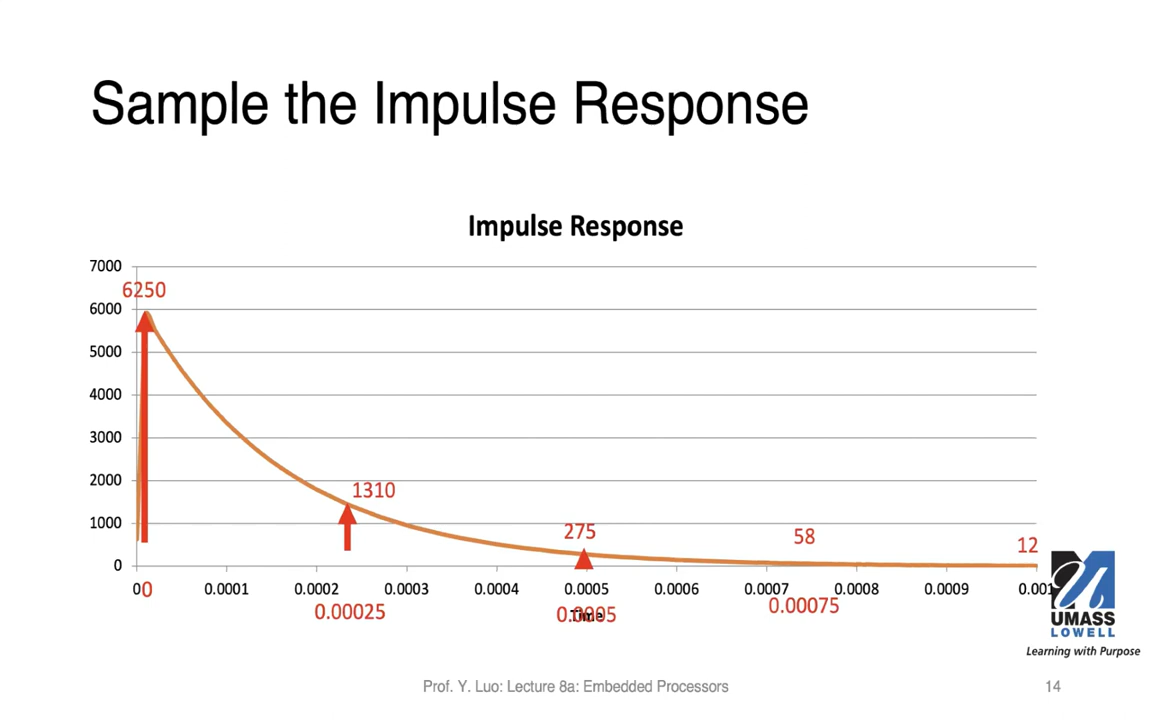 Sample the Impulse Response
Impulse Response
7000
6250
6000
5000
4000
3000
2000
1310
1000
275
58
12
0
0 0 0.0001 0.0002 0.0003 0.0004 0.0005 0.0006 0.0007 0.0008 0.0009 0.001
0.00025 0.0005 0.00075
Time
UMASS
LOWELL
Learning with Purpose
Prof. Y. Luo: Lecture 8a: Embedded Processors 14